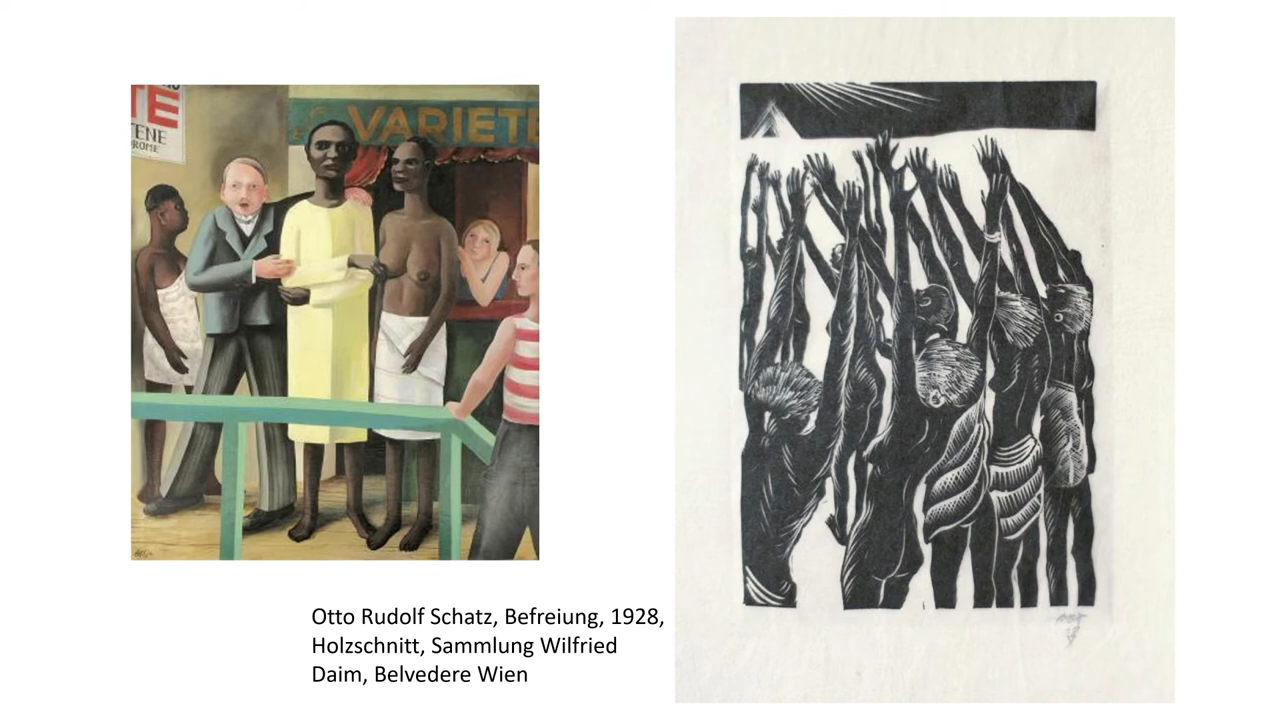 TE
TENE
ROME
VARIETE
Otto Rudolf Schatz, Befreiung, 1928,
Holzschnitt, Sammlung Wilfried
Daim, Belvedere Wien